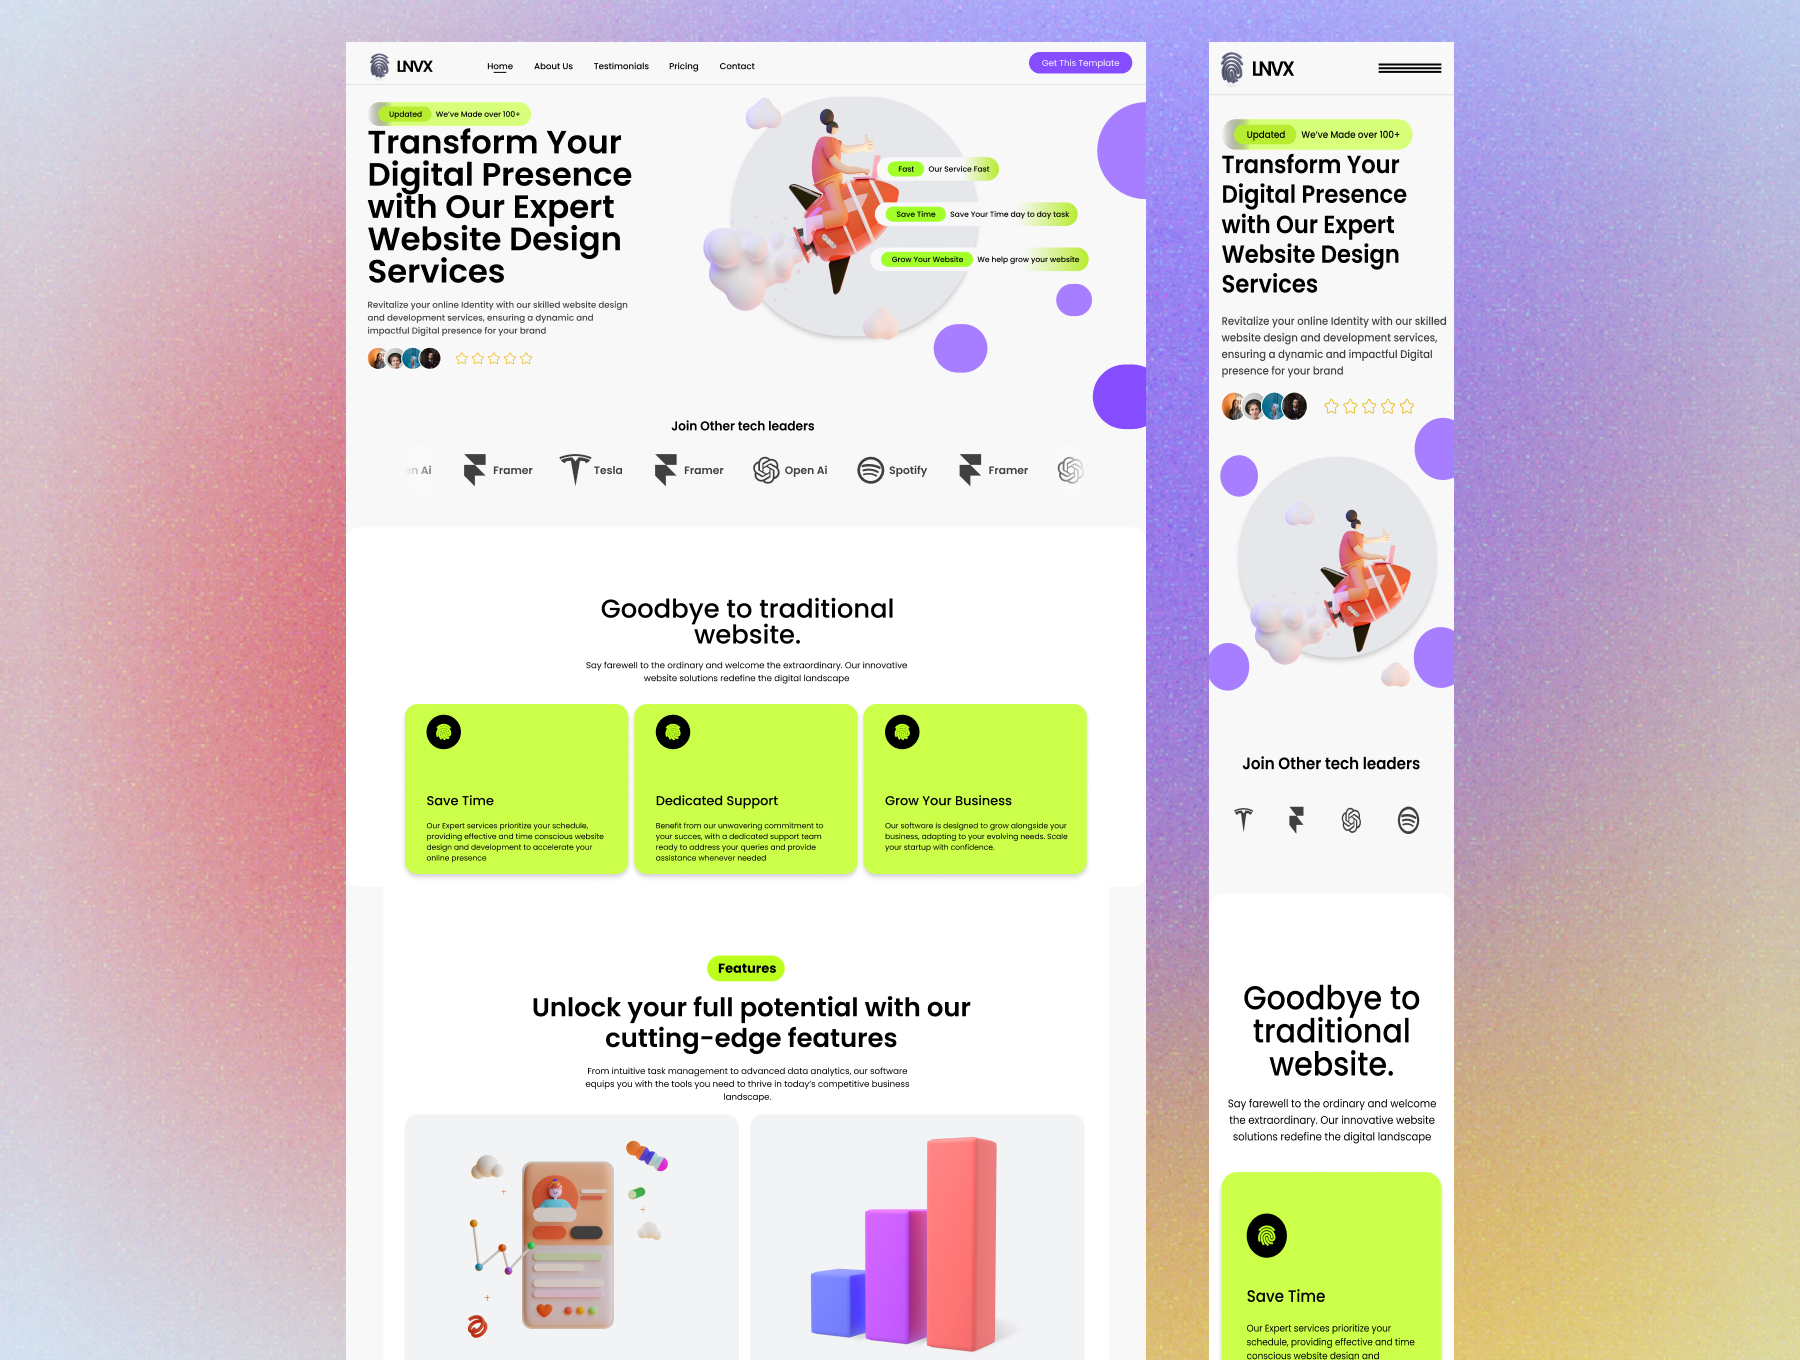 LNVX
Home About Us Testimonials Pricing Contact
Get This Template
Updated We've Made over 100+
Transform Your
Digital Presence
with Our Expert
Website Design
Services
Revitalize your online Identity with our skilled website design
and development services, ensuring a dynamic and
impactful Digital presence for your brand
Fast Our Service Fast
Save Time Save Your Time day to day task
Grow Your Website We help grow your website
Join Other tech leaders
en Ai Framer Tesla Framer Open Ai Spotify Framer
Goodbye to traditional
website.
Say farewell to the ordinary and welcome the extraordinary. Our innovative
website solutions redefine the digital landscape
Save Time
Our Expert services prioritize your schedule,
providing effective and time conscious website
design and development to accelerate your
online presence
Dedicated Support
Benefit from our unwavering commitment to
your succes, with a dedicated support team
ready to address your queries and provide
assistance whenever needed
Grow Your Business
Our software is designed to grow alongside your
business, adapting to your evolving needs. Scale
your startup with confidence.
Features
Unlock your full potential with our
cutting-edge features
From intuitive task management to advanced data analytics, our software
equips you with the tools you need to thrive in today's competitive business
landscape.
LNVX
Updated We've Made over 100+
Transform Your
Digital Presence
with Our Expert
Website Design
Services
Revitalize your online Identity with our skilled
website design and development services,
ensuring a dynamic and impactful Digital
presence for your brand
Join Other tech leaders
Goodbye to
traditional
website.
Say farewell to the ordinary and welcome
the extraordinary. Our innovative website
solutions redefine the digital landscape
Save Time
Our Expert services prioritize your
schedule, providing effective and time
conscious website design and